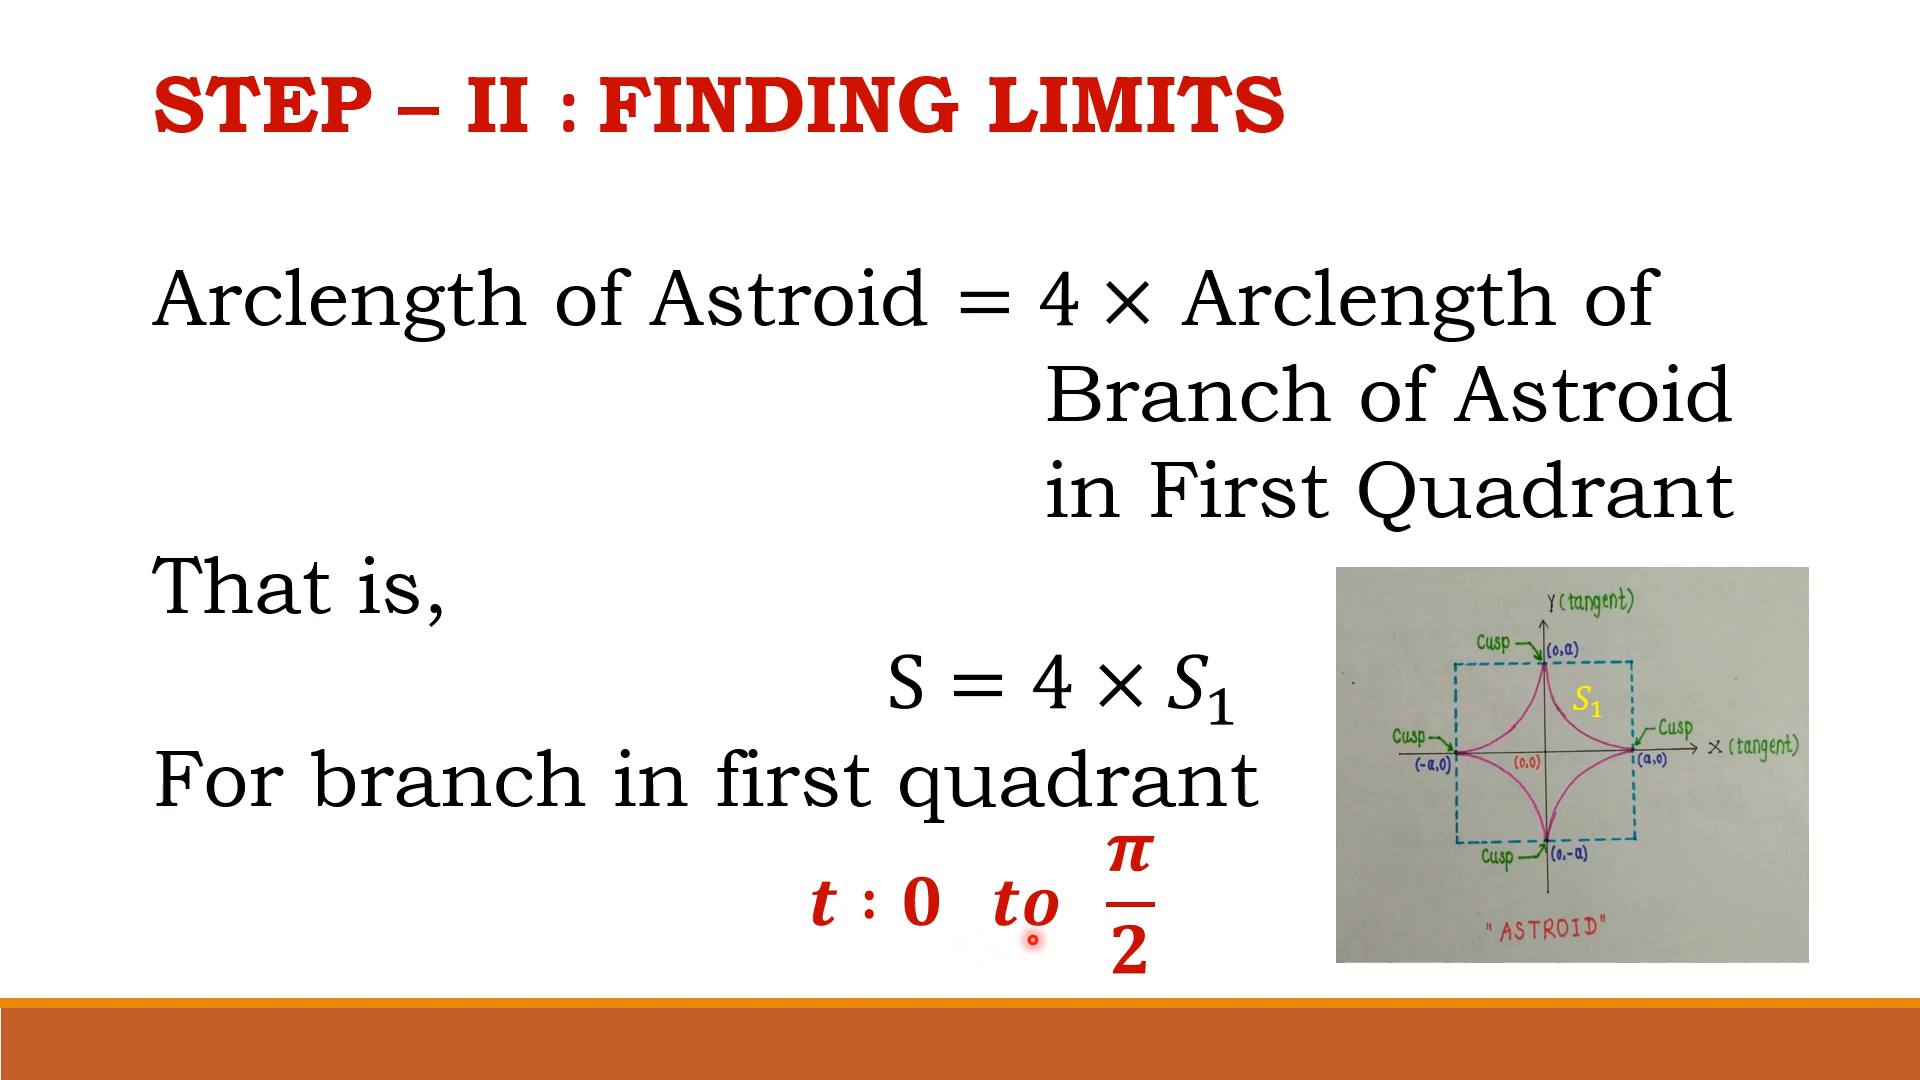 STEP – II : FINDING LIMITS
Arclength of Astroid = 4 × Arclength of
Branch of Astroid
in First Quadrant
That is,
S = 4 × S₁
For branch in first quadrant
t : 0 to π/2
Y (tangent)
Cusp
(0,a)
S₁
Cusp
Cusp
X (tangent)
(-a,0)
(0,0)
(a,0)
Cusp
(0,-a)
"ASTROID"